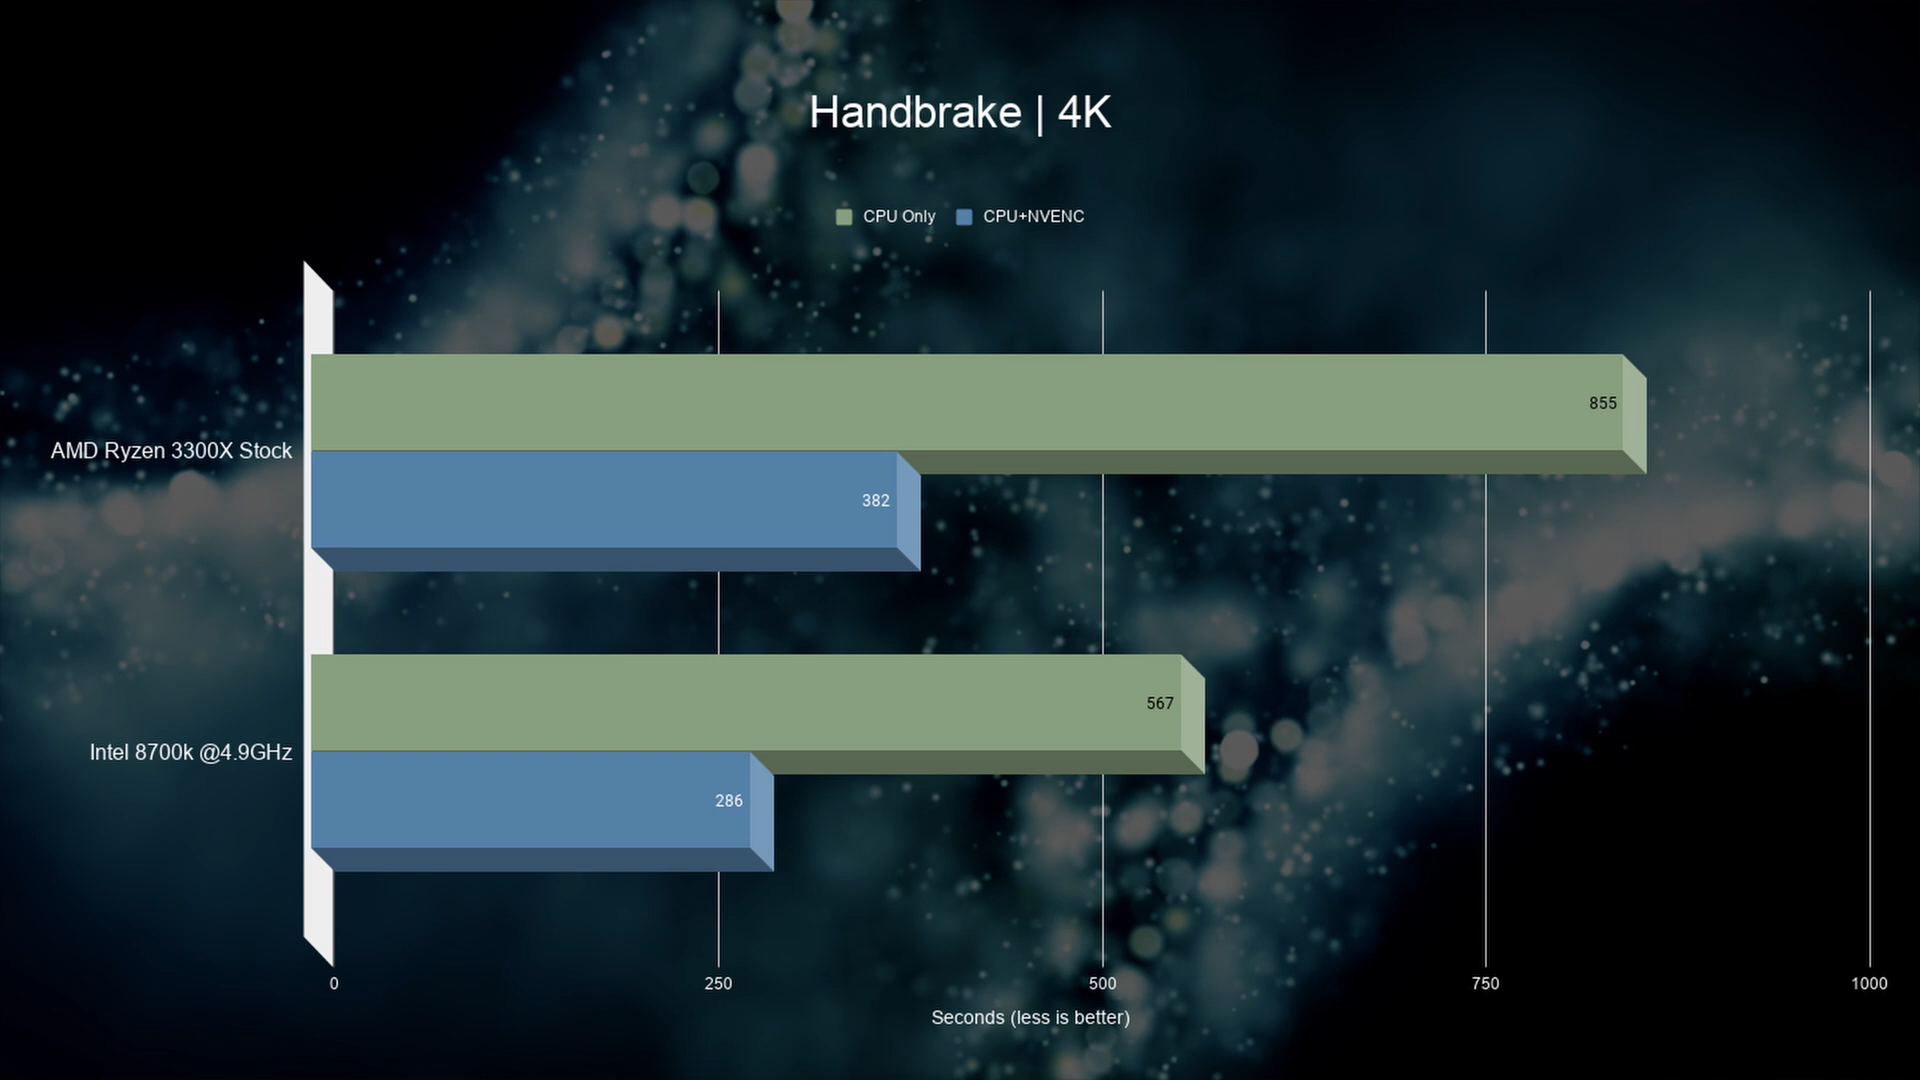 Handbrake | 4K
CPU Only CPU+NVENC
855
AMD Ryzen 3300X Stock
382
567
Intel 8700k @4.9GHz
286
0 250 500 750 1000
Seconds (less is better)